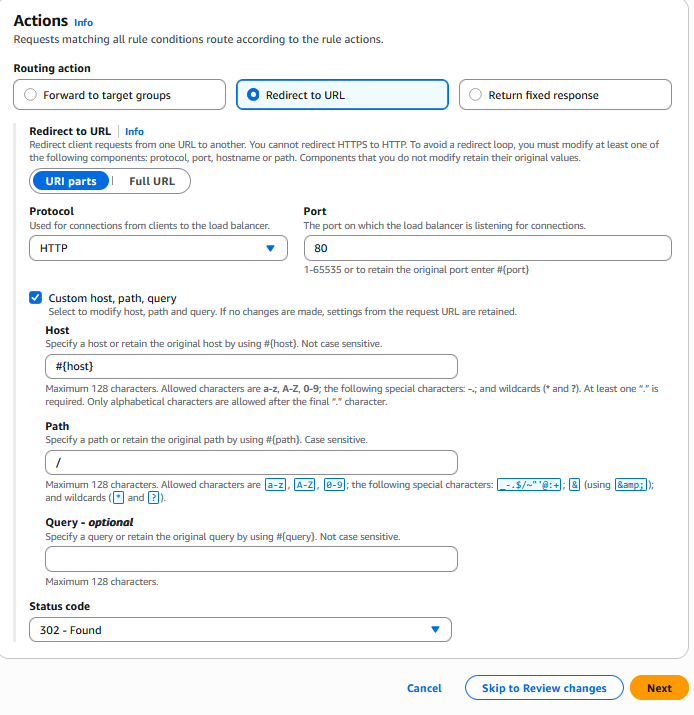 Actions Info
Requests matching all rule conditions route according to the rule actions.
Routing action
Forward to target groups
Redirect to URL
Return fixed response
Redirect to URL Info
Redirect client requests from one URL to another. You cannot redirect HTTPS to HTTP. To avoid a redirect loop, you must modify at least one of
the following components: protocol, port, hostname or path. Components that you do not modify retain their original values.
URI parts
Full URL
Protocol
Used for connections from clients to the load balancer.
HTTP
Port
The port on which the load balancer is listening for connections.
80
1-65535 or to retain the original port enter #{port}
Custom host, path, query
Select to modify host, path and query. If no changes are made, settings from the request URL are retained.
Host
Specify a host or retain the original host by using #{host}. Not case sensitive.
#{host}
Maximum 128 characters. Allowed characters are a-z, A-Z, 0-9; the following special characters: -.; and wildcards (* and ?). At least one "." is
required. Only alphabetical characters are allowed after the final "." character.
Path
Specify a path or retain the original path by using #{path}. Case sensitive.
/
Maximum 128 characters. Allowed characters are a-z, A-Z, 0-9; the following special characters: _-.$/~"'@:+; & (using &amp;);
and wildcards (* and ?).
Query - optional
Specify a query or retain the original query by using #{query}. Not case sensitive.
Maximum 128 characters.
Status code
302 - Found
Cancel
Skip to Review changes
Next